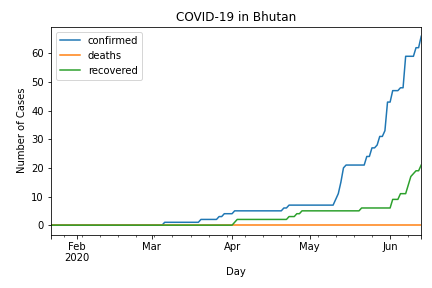 COVID-19 in Bhutan
confirmed
deaths
recovered
Number of Cases
60
50
40
30
20
10
0
Feb
2020
Mar
Apr
May
Jun
Day